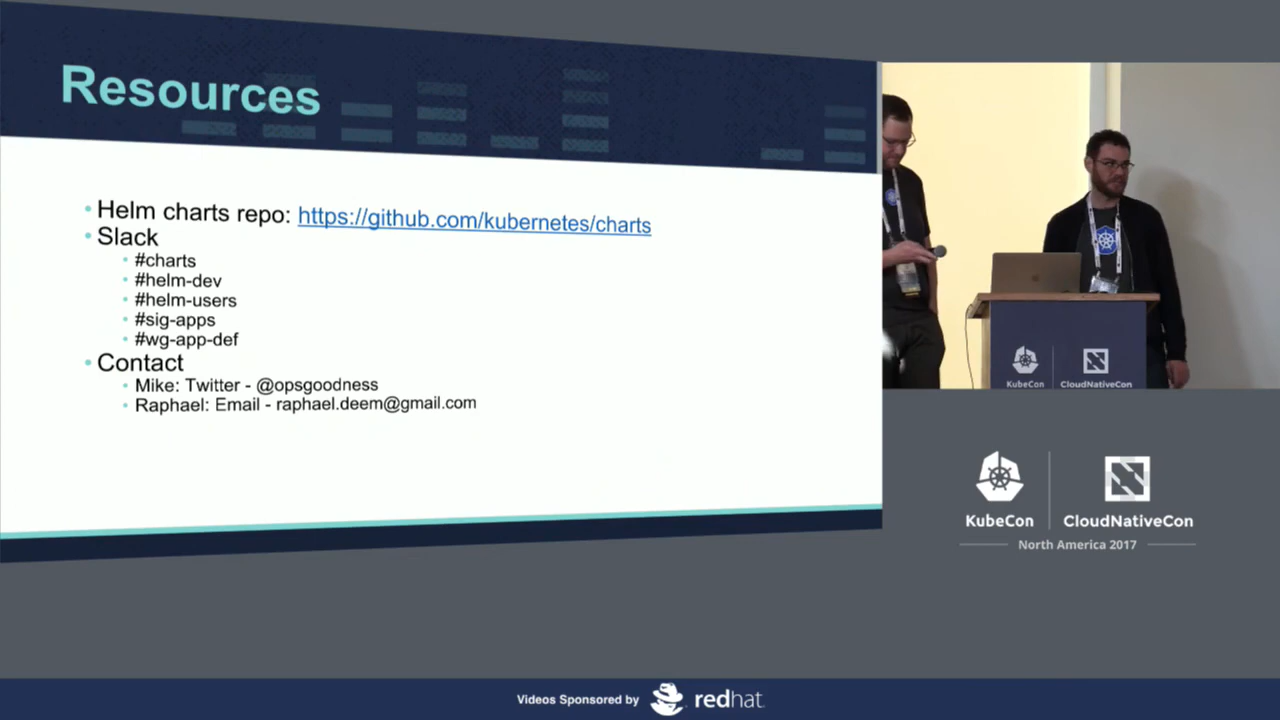 Resources
• Helm charts repo: https://github.com/kubernetes/charts
• Slack
• #charts
• #helm-dev
• #helm-users
• #sig-apps
• #wg-app-def
• Contact
• Mike: Twitter - @opsgoodness
• Raphael: Email - raphael.deem@gmail.com
KubeCon
CloudNativeCon
KubeCon
CloudNativeCon
North America 2017
Videos Sponsored by
redhat.